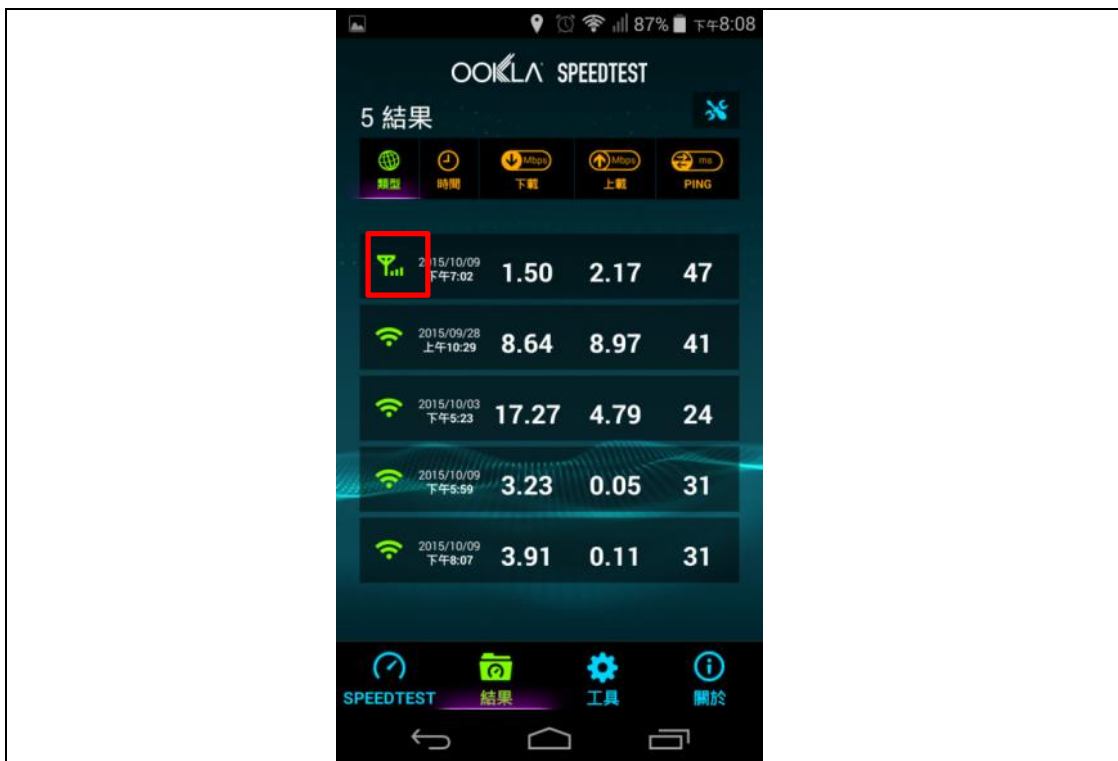 87% 下午8:08
OOKLA SPEEDTEST
5 結果
Mbps Mbps ms
類型 時間 下載 上載 PING
2015/10/09
下午7:02 1.50 2.17 47
2015/09/28
上午10:29 8.64 8.97 41
2015/10/03
下午5:23 17.27 4.79 24
2015/10/09
下午5:59 3.23 0.05 31
2015/10/09
下午8:07 3.91 0.11 31
SPEEDTEST 結果 工具 關於